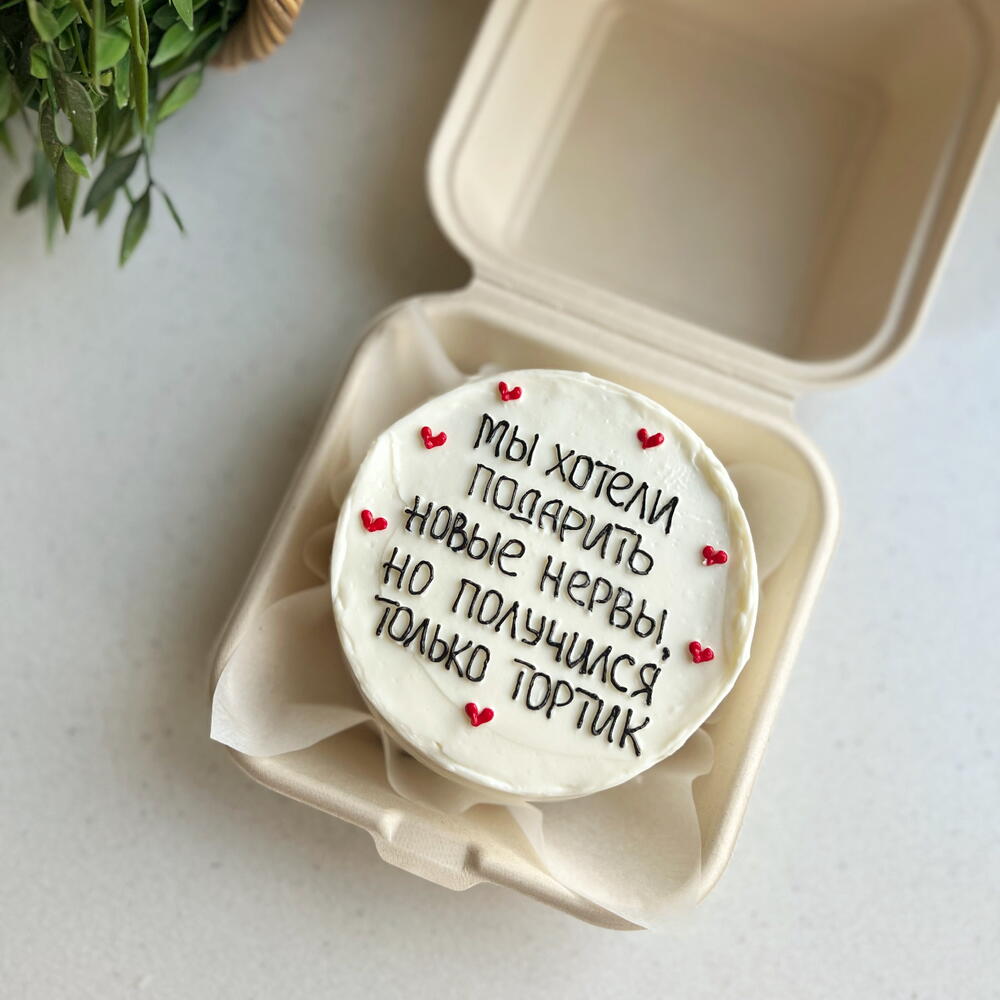 мы хотели
подарить
новые нервы,
но получился
только тортик